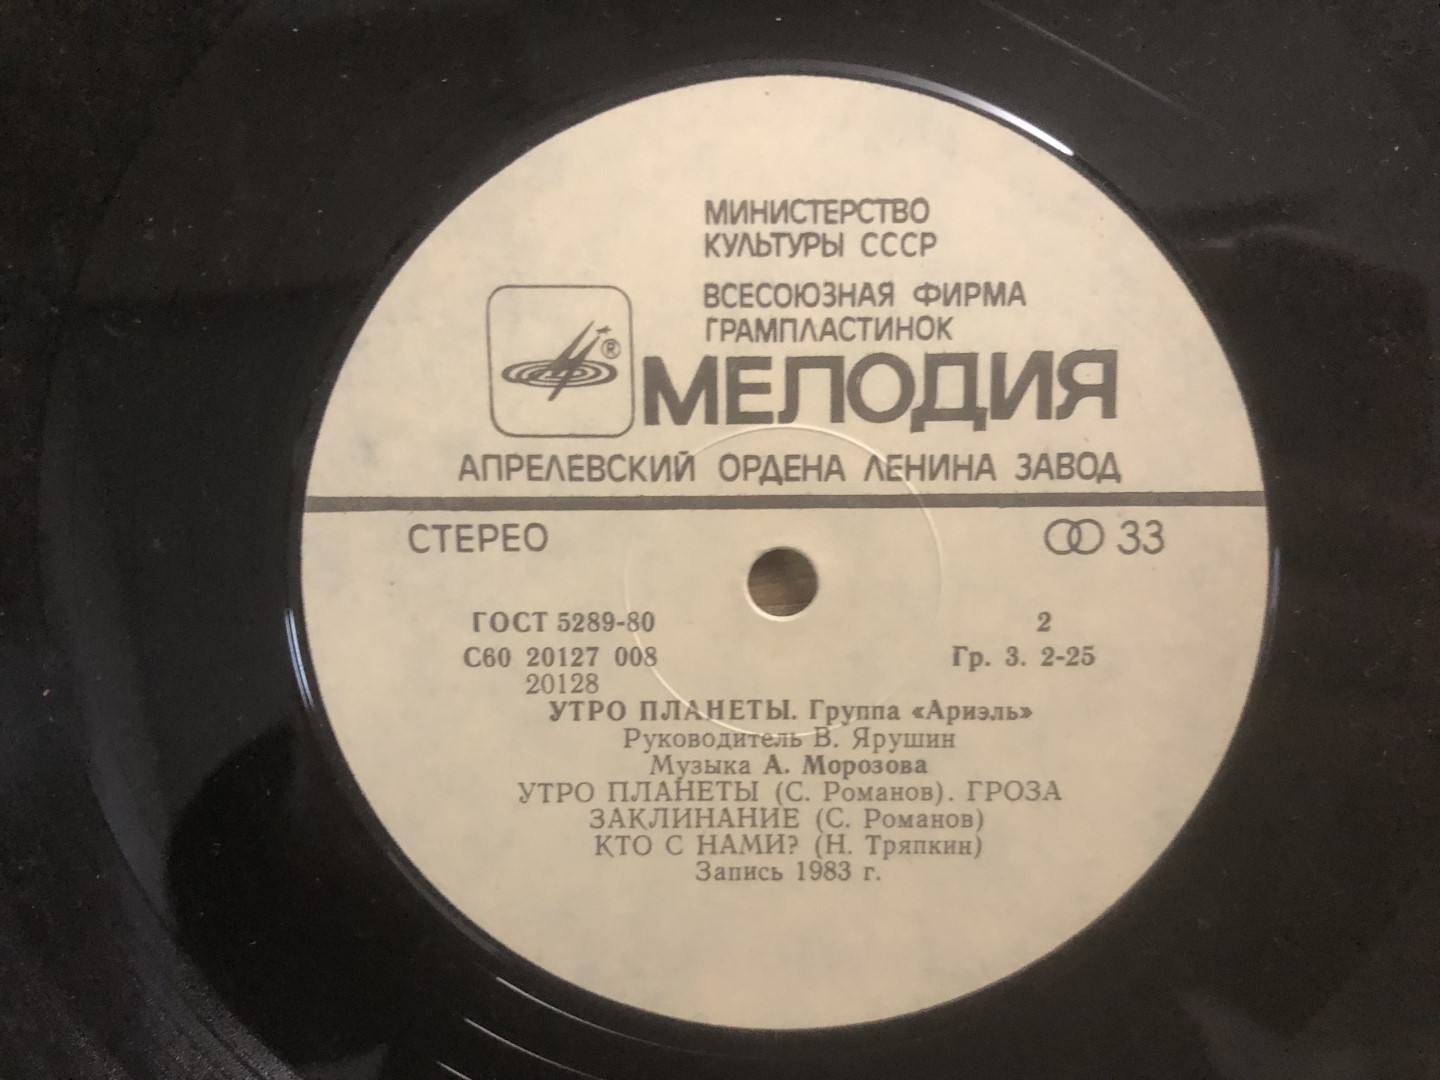 МИНИСТЕРСТВО
КУЛЬТУРЫ СССР
ВСЕСОЮЗНАЯ ФИРМА
ГРАМПЛАСТИНОК
®
МЕЛОДИЯ
АПРЕЛЕВСКИЙ ОРДЕНА ЛЕНИНА ЗАВОД
СТЕРЕО
33
ГОСТ 5289-80
2
С60 20127 008
Гр. 3. 2-25
20128
УТРО ПЛАНЕТЫ. Группа «Ариэль»
Руководитель В. Ярушин
Музыка А. Морозова
УТРО ПЛАНЕТЫ (С. Романов). ГРОЗА
ЗАКЛИНАНИЕ (С. Романов)
КТО С НАМИ? (Н. Тряпкин)
Запись 1983 г.